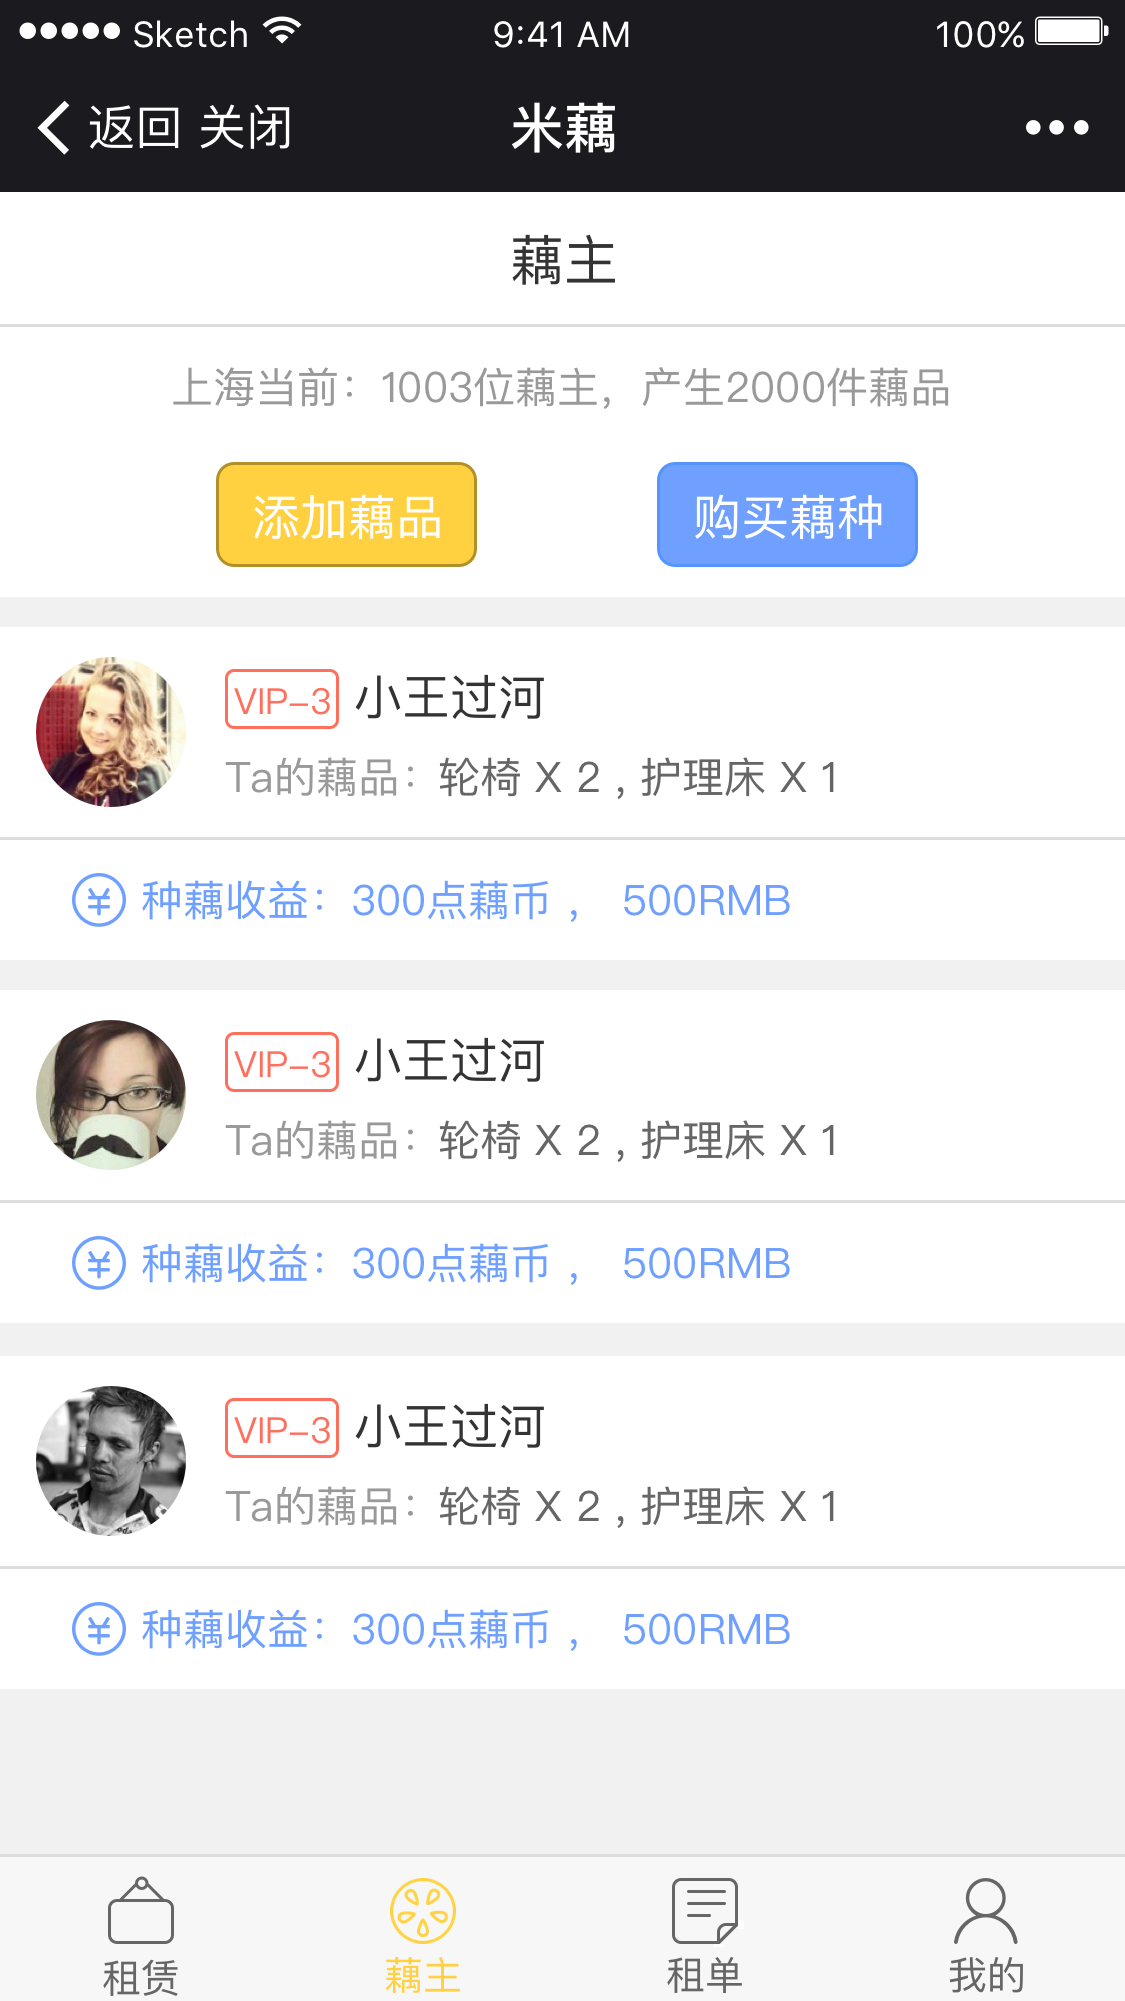 Sketch 9:41 AM 100%
返回 关闭 米藕
藕主
上海当前：1003位藕主，产生2000件藕品
添加藕品 购买藕种
VIP-3 小王过河
Ta的藕品：轮椅 X 2 , 护理床 X 1
¥ 种藕收益：300点藕币 ， 500RMB
VIP-3 小王过河
Ta的藕品：轮椅 X 2 , 护理床 X 1
¥ 种藕收益：300点藕币 ， 500RMB
VIP-3 小王过河
Ta的藕品：轮椅 X 2 , 护理床 X 1
¥ 种藕收益：300点藕币 ， 500RMB
租赁 藕主 租单 我的